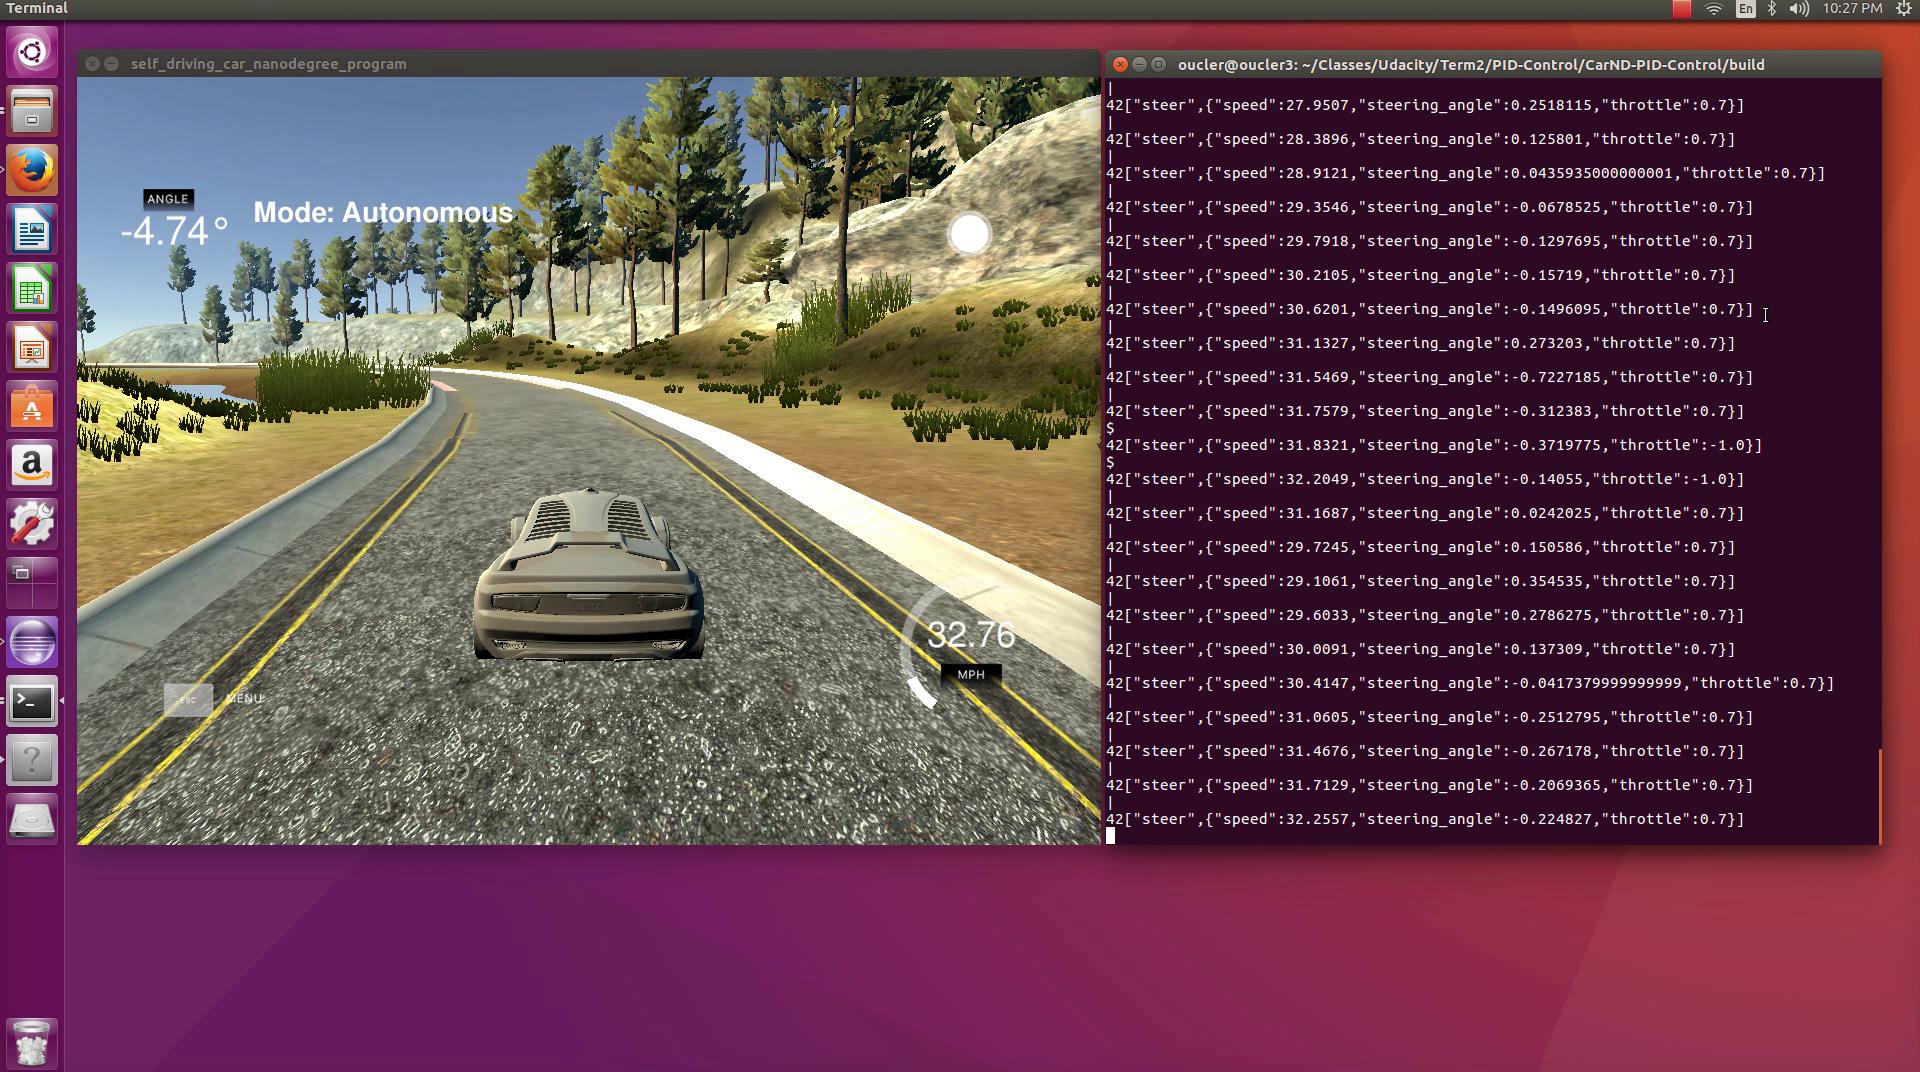 Terminal
En
10:27 PM
self_driving_car_nanodegree_program
ANGLE
-4.74°
Mode: Autonomous
32.76
MPH
ESC
MENU
oucler@oucler3: ~/Classes/Udacity/Term2/PID-Control/CarND-PID-Control/build
|
42["steer",{"speed":27.9507,"steering_angle":0.2518115,"throttle":0.7}]
|
42["steer",{"speed":28.3896,"steering_angle":0.125801,"throttle":0.7}]
|
42["steer",{"speed":28.9121,"steering_angle":0.0435935000000001,"throttle":0.7}]
|
42["steer",{"speed":29.3546,"steering_angle":-0.0678525,"throttle":0.7}]
|
42["steer",{"speed":29.7918,"steering_angle":-0.1297695,"throttle":0.7}]
|
42["steer",{"speed":30.2105,"steering_angle":-0.15719,"throttle":0.7}]
|
42["steer",{"speed":30.6201,"steering_angle":-0.1496095,"throttle":0.7}]
|
42["steer",{"speed":31.1327,"steering_angle":0.273203,"throttle":0.7}]
|
42["steer",{"speed":31.5469,"steering_angle":-0.7227185,"throttle":0.7}]
|
42["steer",{"speed":31.7579,"steering_angle":-0.312383,"throttle":0.7}]
$
42["steer",{"speed":31.8321,"steering_angle":-0.3719775,"throttle":-1.0}]
$
42["steer",{"speed":32.2049,"steering_angle":-0.14055,"throttle":-1.0}]
|
42["steer",{"speed":31.1687,"steering_angle":0.0242025,"throttle":0.7}]
|
42["steer",{"speed":29.7245,"steering_angle":0.150586,"throttle":0.7}]
|
42["steer",{"speed":29.1061,"steering_angle":0.354535,"throttle":0.7}]
|
42["steer",{"speed":29.6033,"steering_angle":0.2786275,"throttle":0.7}]
|
42["steer",{"speed":30.0091,"steering_angle":0.137309,"throttle":0.7}]
|
42["steer",{"speed":30.4147,"steering_angle":-0.0417379999999999,"throttle":0.7}]
|
42["steer",{"speed":31.0605,"steering_angle":-0.2512795,"throttle":0.7}]
|
42["steer",{"speed":31.4676,"steering_angle":-0.267178,"throttle":0.7}]
|
42["steer",{"speed":31.7129,"steering_angle":-0.2069365,"throttle":0.7}]
|
42["steer",{"speed":32.2557,"steering_angle":-0.224827,"throttle":0.7}]